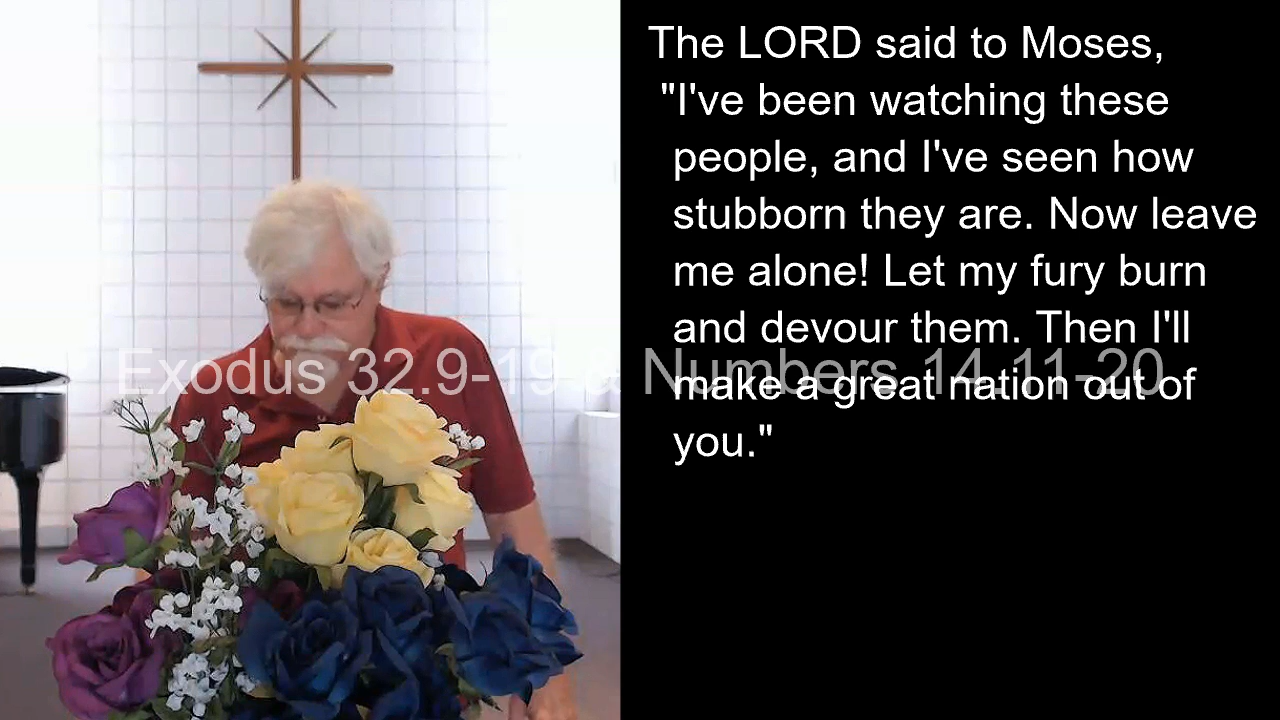 The LORD said to Moses,
"I've been watching these
people, and I've seen how
stubborn they are. Now leave
me alone! Let my fury burn
and devour them. Then I'll
Exodus 32.9-19 & Numbers 14.11-20
make a great nation out of
you."